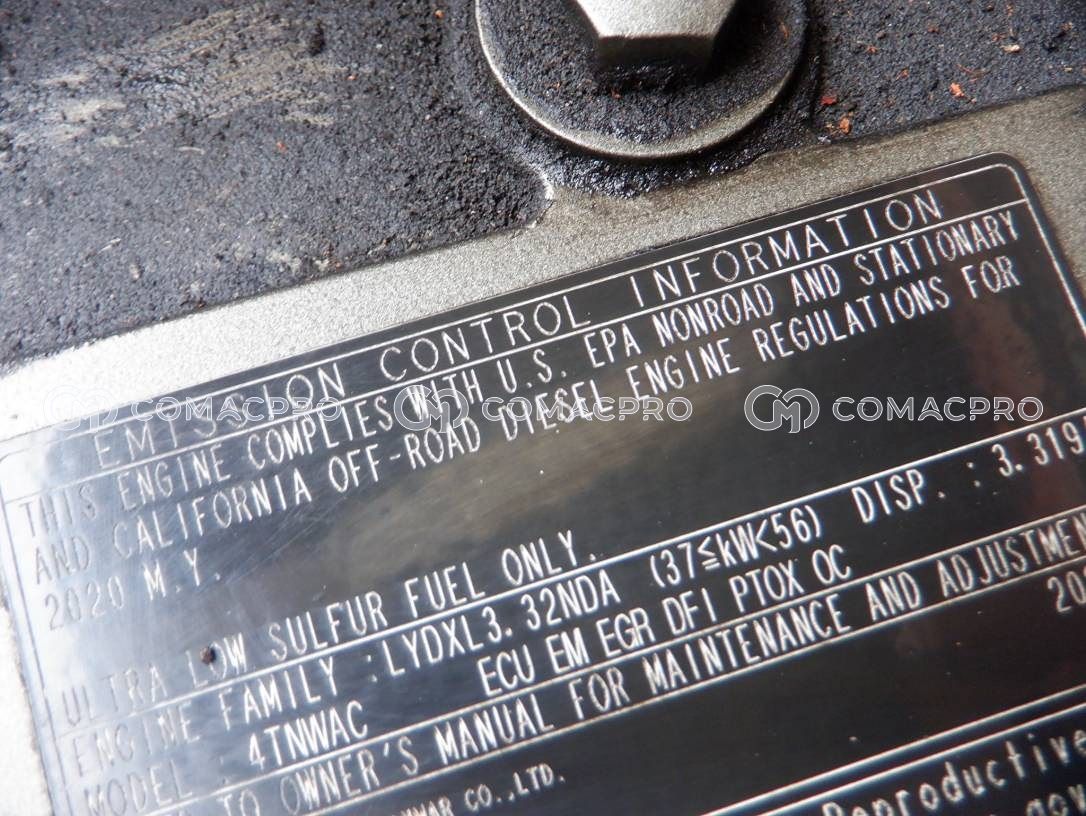 EMISSION CONTROL INFORMATION
THIS ENGINE COMPLIES WITH U.S. EPA NONROAD AND STATIONARY
AND CALIFORNIA OFF-ROAD DIESEL ENGINE REGULATIONS FOR
2020 M.Y.
COMACPRO COMACPRO COMACPRO
ULTRA LOW SULFUR FUEL ONLY.
ENGINE FAMILY : LYDXL3.32NDA (37≦kW<56) DISP. : 3.319
MODEL : 4TNWAC ECU EM EGR DFI PTOX OC
TO OWNER'S MANUAL FOR MAINTENANCE AND ADJUSTMEN
CO.,LTD.
Reproductive
gov